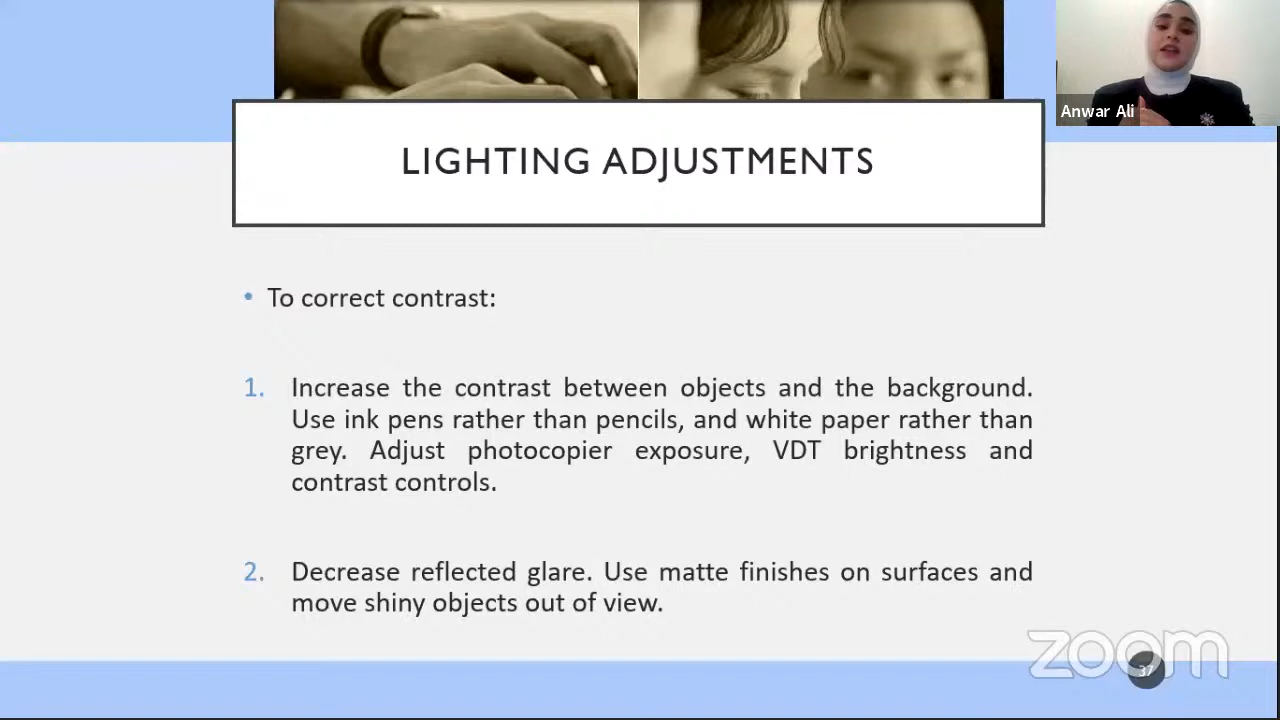 Anwar Ali
LIGHTING ADJUSTMENTS
• To correct contrast:
1. Increase the contrast between objects and the background.
Use ink pens rather than pencils, and white paper rather than
grey. Adjust photocopier exposure, VDT brightness and
contrast controls.
2. Decrease reflected glare. Use matte finishes on surfaces and
move shiny objects out of view.
zoom
37